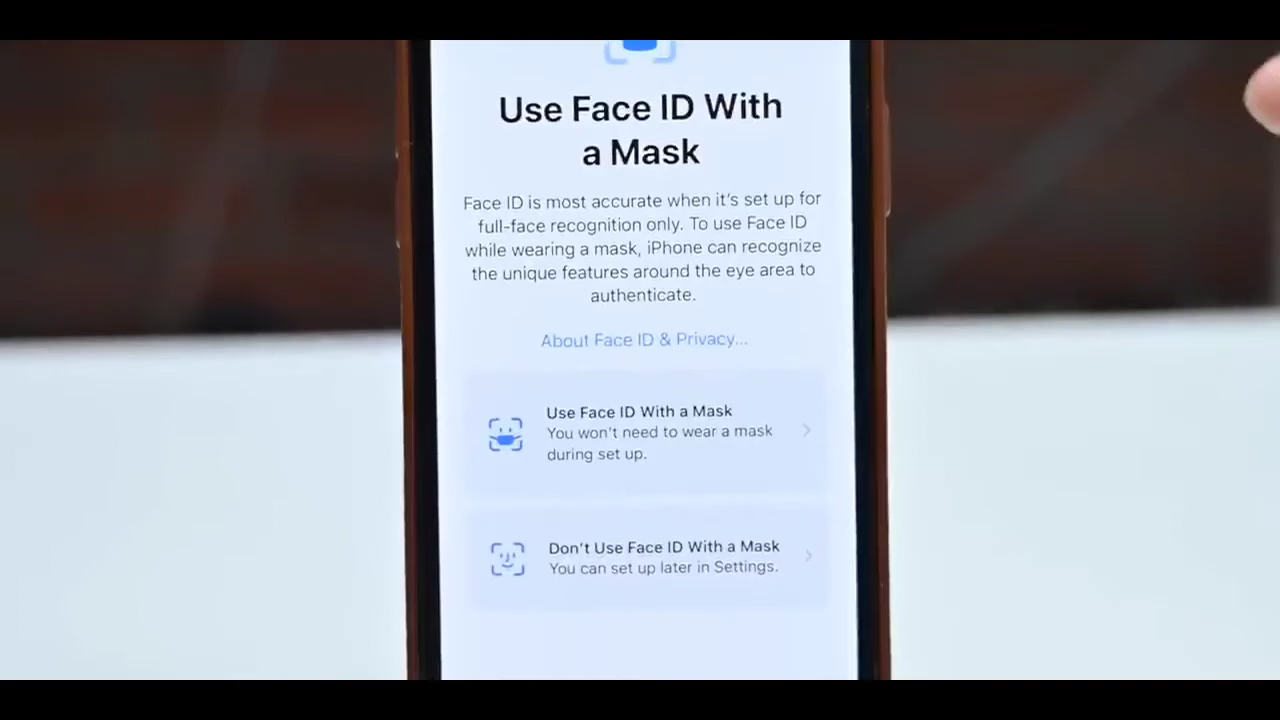 Use Face ID With
a Mask
Face ID is most accurate when it's set up for
full-face recognition only. To use Face ID
while wearing a mask, iPhone can recognize
the unique features around the eye area to
authenticate.
About Face ID & Privacy...
Use Face ID With a Mask
You won't need to wear a mask
during set up.
Don't Use Face ID With a Mask
You can set up later in Settings.